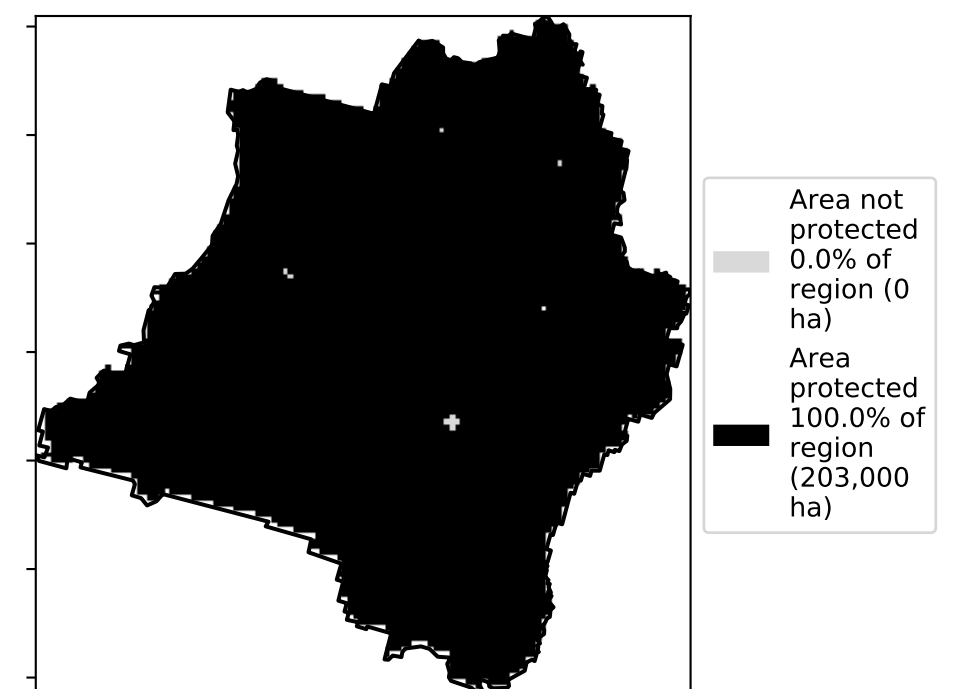 Area not
protected
0.0% of
region (0
ha)
Area
protected
100.0% of
region
(203,000
ha)